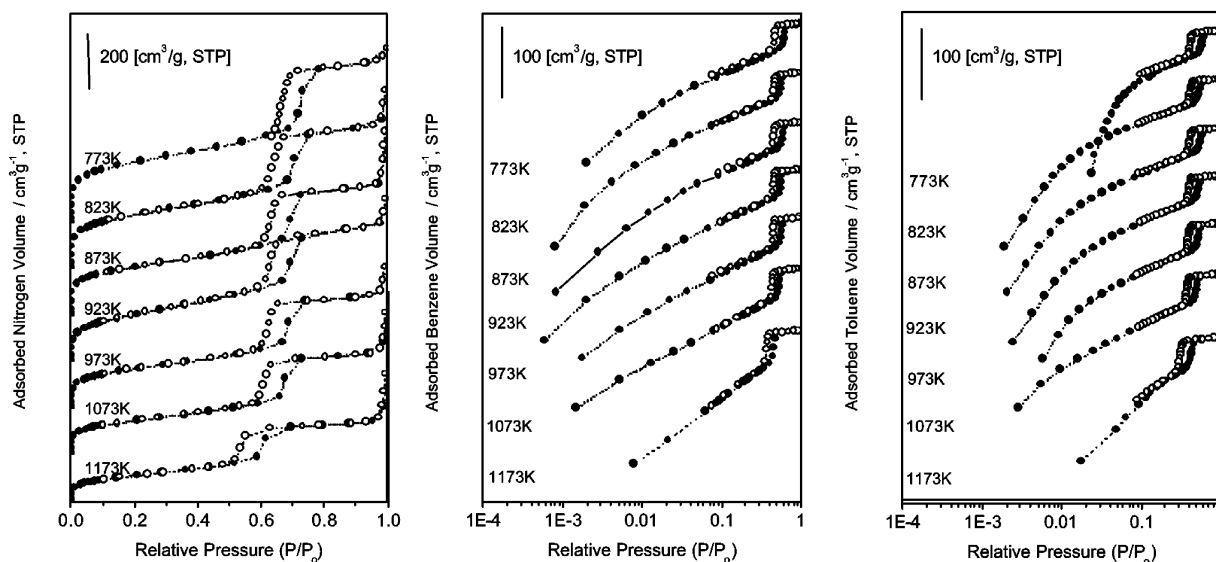 Adsorbed Nitrogen Volume / cm³g⁻¹, STP
200 [cm³/g, STP]
773K
823K
873K
923K
973K
1073K
1173K
0.0 0.2 0.4 0.6 0.8 1.0
Relative Pressure (P/P₀)
Adsorbed Benzene Volume / cm³g⁻¹, STP
100 [cm³/g, STP]
773K
823K
873K
923K
973K
1073K
1173K
1E-4 1E-3 0.01 0.1 1
Relative Pressure (P/P₀)
Adsorbed Toluene Volume / cm³g⁻¹, STP
100 [cm³/g, STP]
773K
823K
873K
923K
973K
1073K
1173K
1E-4 0.01 0.1
Relative Pressure (P/P₀)